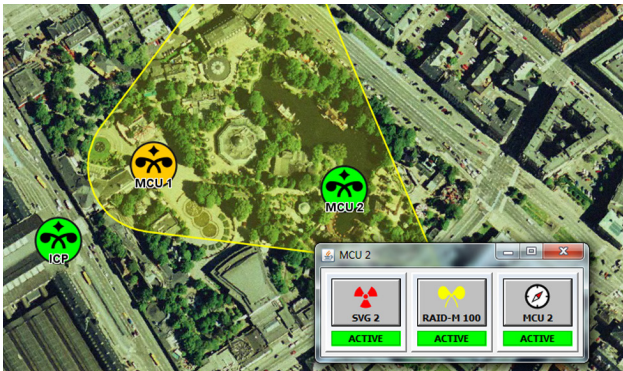 MCU 1
MCU 2
ICP
MCU 2
SVG 2
RAID-M 100
MCU 2
ACTIVE
ACTIVE
ACTIVE